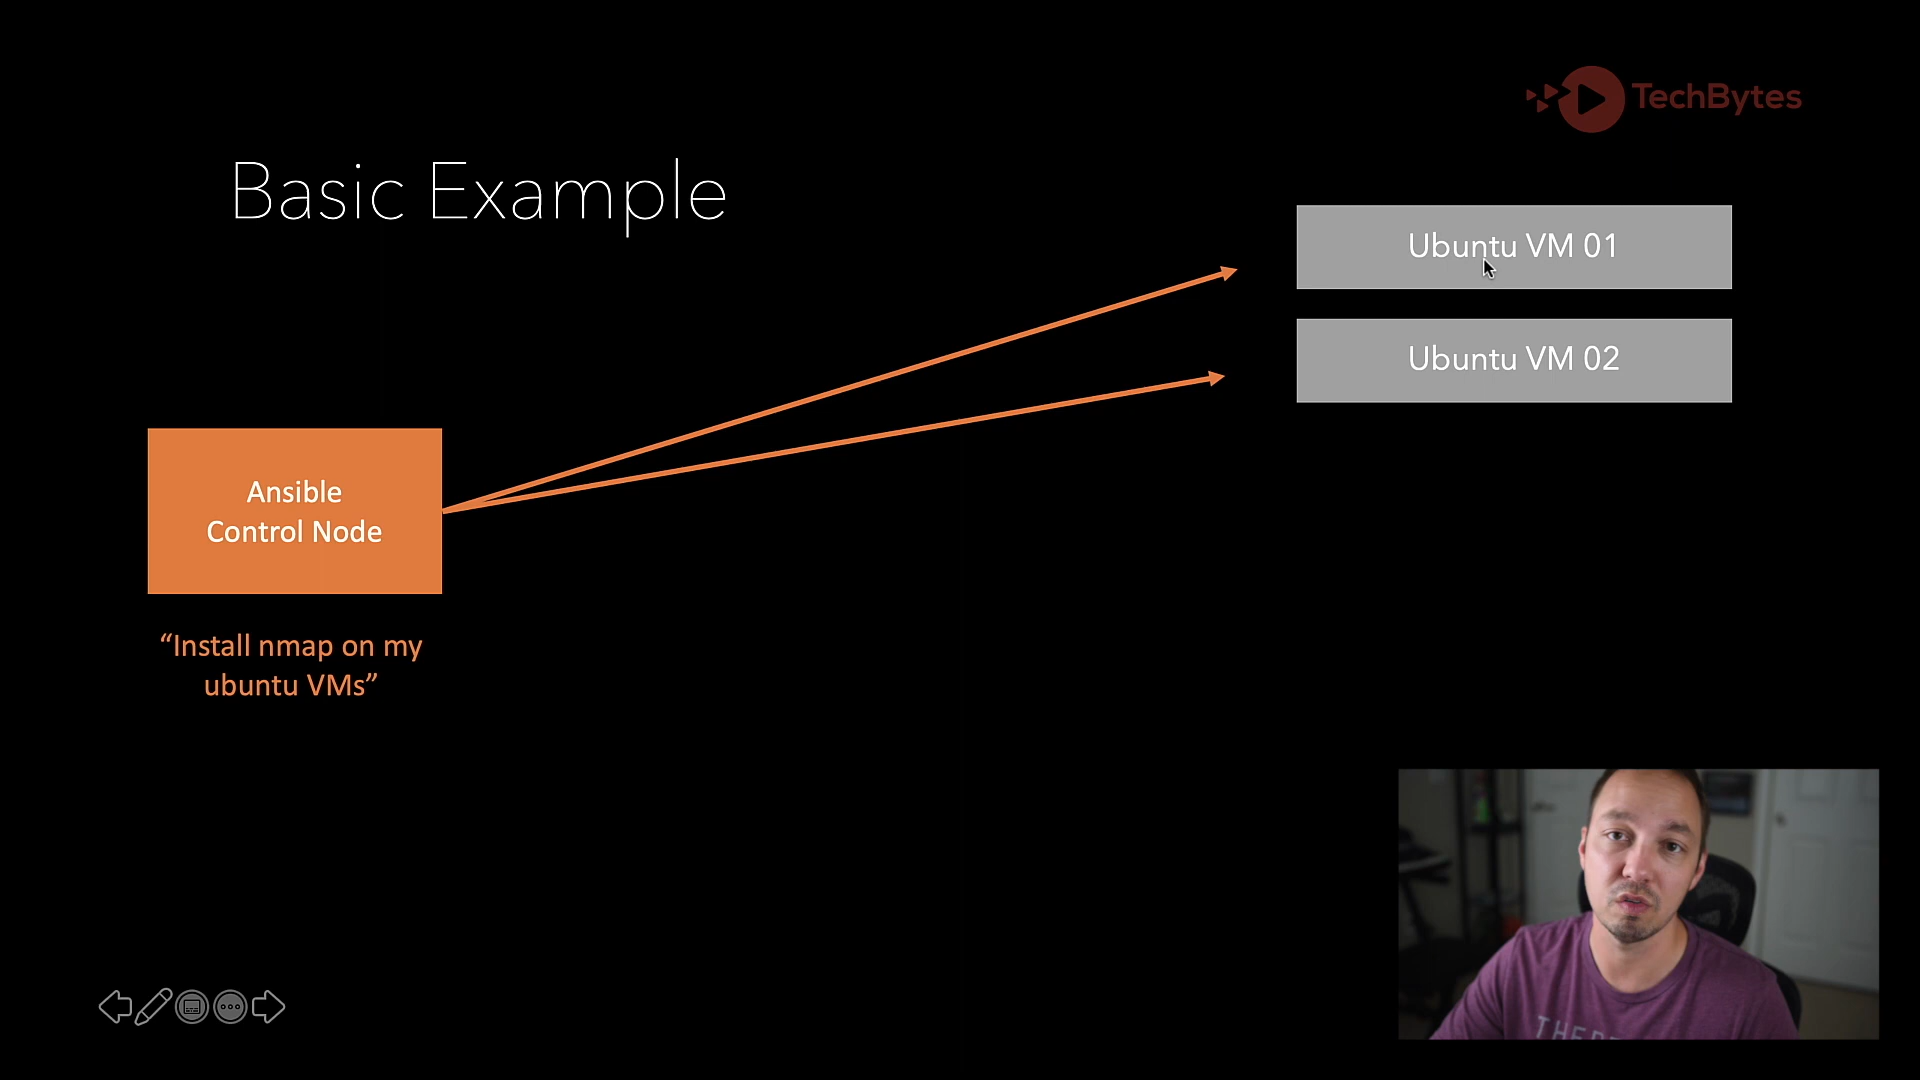 TechBytes
Basic Example
Ubuntu VM 01
Ubuntu VM 02
Ansible
Control Node
“Install nmap on my
ubuntu VMs”